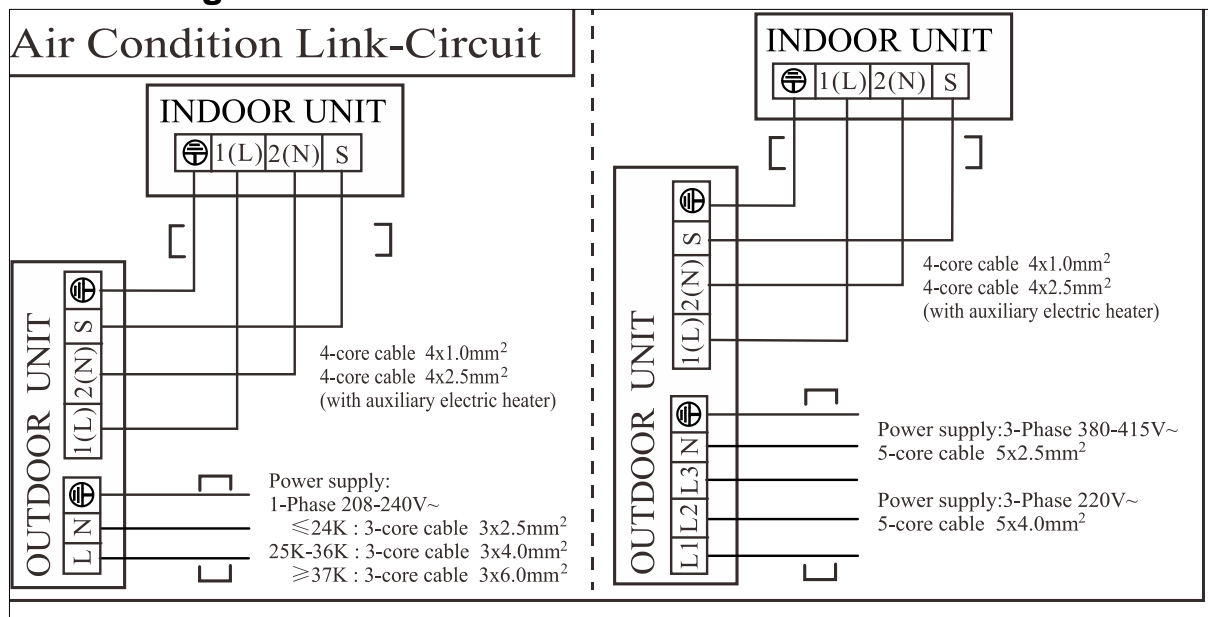 Air Condition Link-Circuit
INDOOR UNIT
1(L) 2(N) S
OUTDOOR UNIT
S
2(N)
1(L)
N
L
4-core cable 4x1.0mm²
4-core cable 4x2.5mm²
(with auxiliary electric heater)
Power supply:
1-Phase 208-240V~
≤24K : 3-core cable 3x2.5mm²
25K-36K : 3-core cable 3x4.0mm²
≥37K : 3-core cable 3x6.0mm²
INDOOR UNIT
1(L) 2(N) S
OUTDOOR UNIT
S
2(N)
1(L)
N
L3
L2
L1
4-core cable 4x1.0mm²
4-core cable 4x2.5mm²
(with auxiliary electric heater)
Power supply:3-Phase 380-415V~
5-core cable 5x2.5mm²
Power supply:3-Phase 220V~
5-core cable 5x4.0mm²